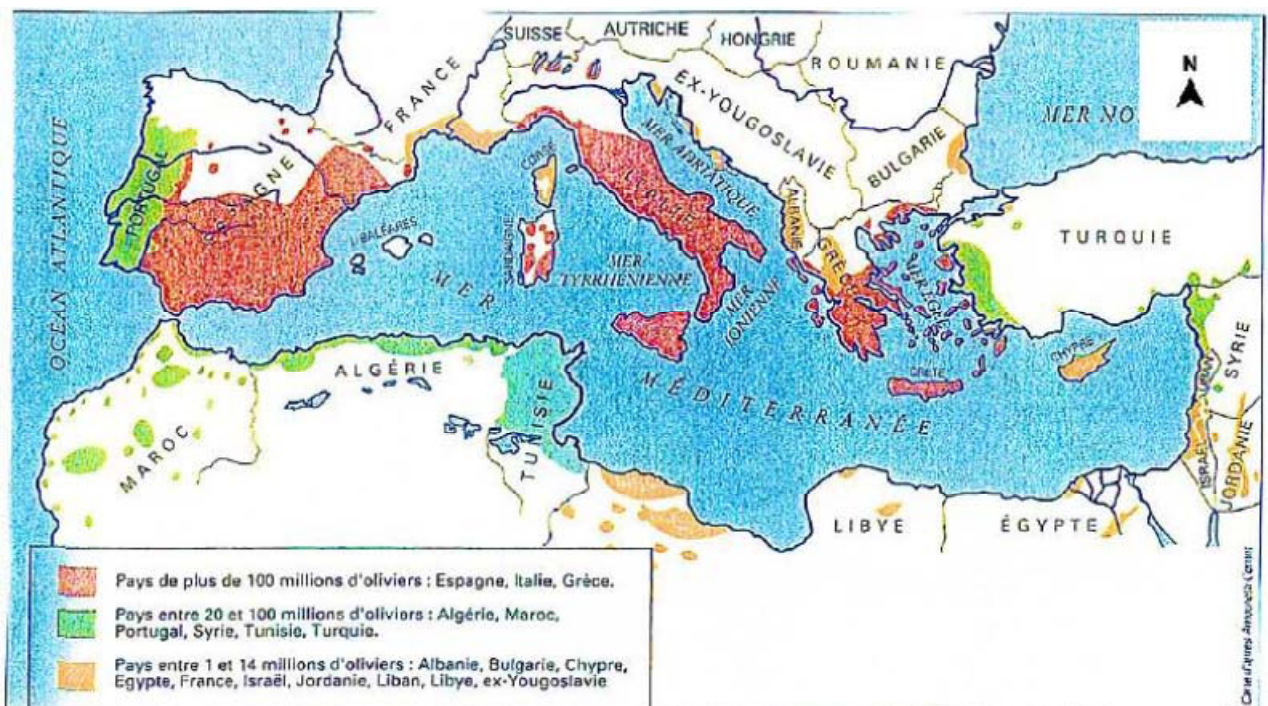 SUISSE
AUTRICHE
HONGRIE
ROUMANIE
N
FRANCE
EX-YOUGOSLAVIE
MER ADRIATIQUE
BULGARIE
OCÉAN ATLANTIQUE
PORTUGAL
CORSE
ITALIE
ALBANIE
GRÈCE
TURQUIE
I. BALÉARES
SARDAIGNE
MER
TYRRHÉNIENNE
MER
IONIENNE
MER
MÉDITERRANÉE
CRÈTE
CHYPRE
SYRIE
LIBAN
ISRAËL
JORDANIE
ALGÉRIE
TUNISIE
MAROC
LIBYE
ÉGYPTE
Pays de plus de 100 millions d'oliviers : Espagne, Italie, Grèce.
Pays entre 20 et 100 millions d'oliviers : Algérie, Maroc,
Portugal, Syrie, Tunisie, Turquie.
Pays entre 1 et 14 millions d'oliviers : Albanie, Bulgarie, Chypre,
Egypte, France, Israël, Jordanie, Liban, Libye, ex-Yougoslavie